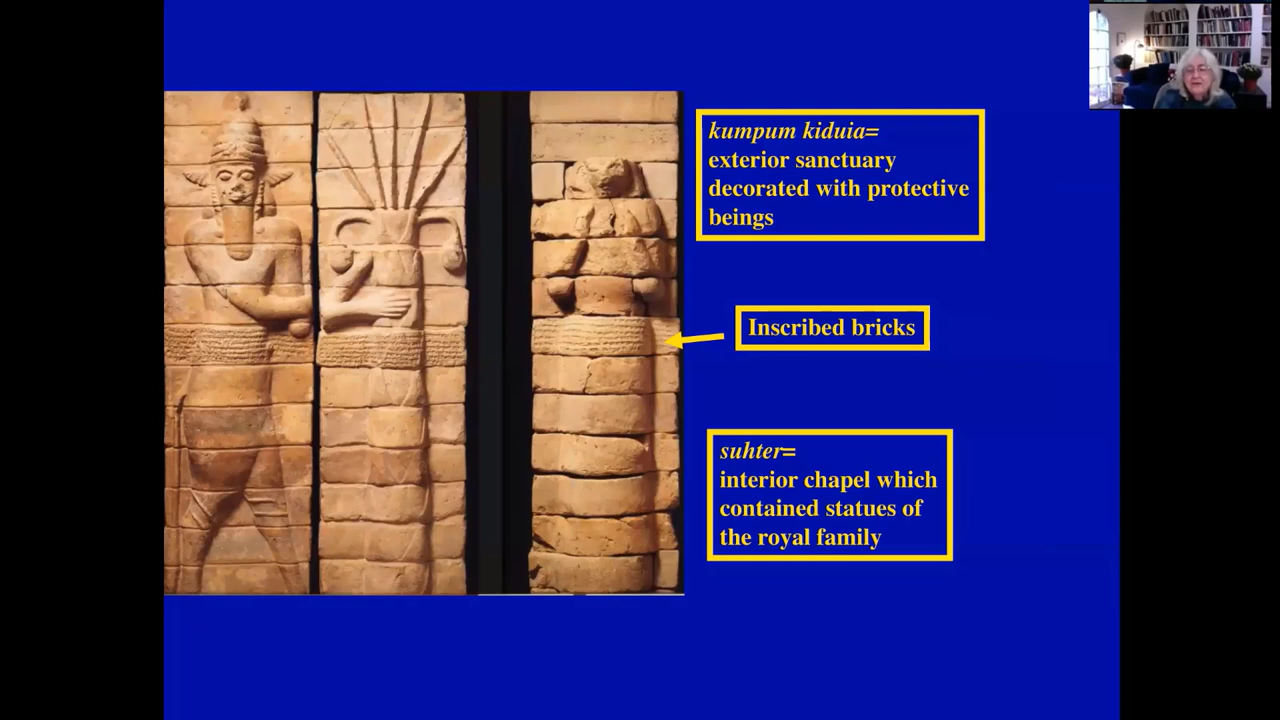 kumpum kiduia=
exterior sanctuary
decorated with protective
beings
Inscribed bricks
suhter=
interior chapel which
contained statues of
the royal family